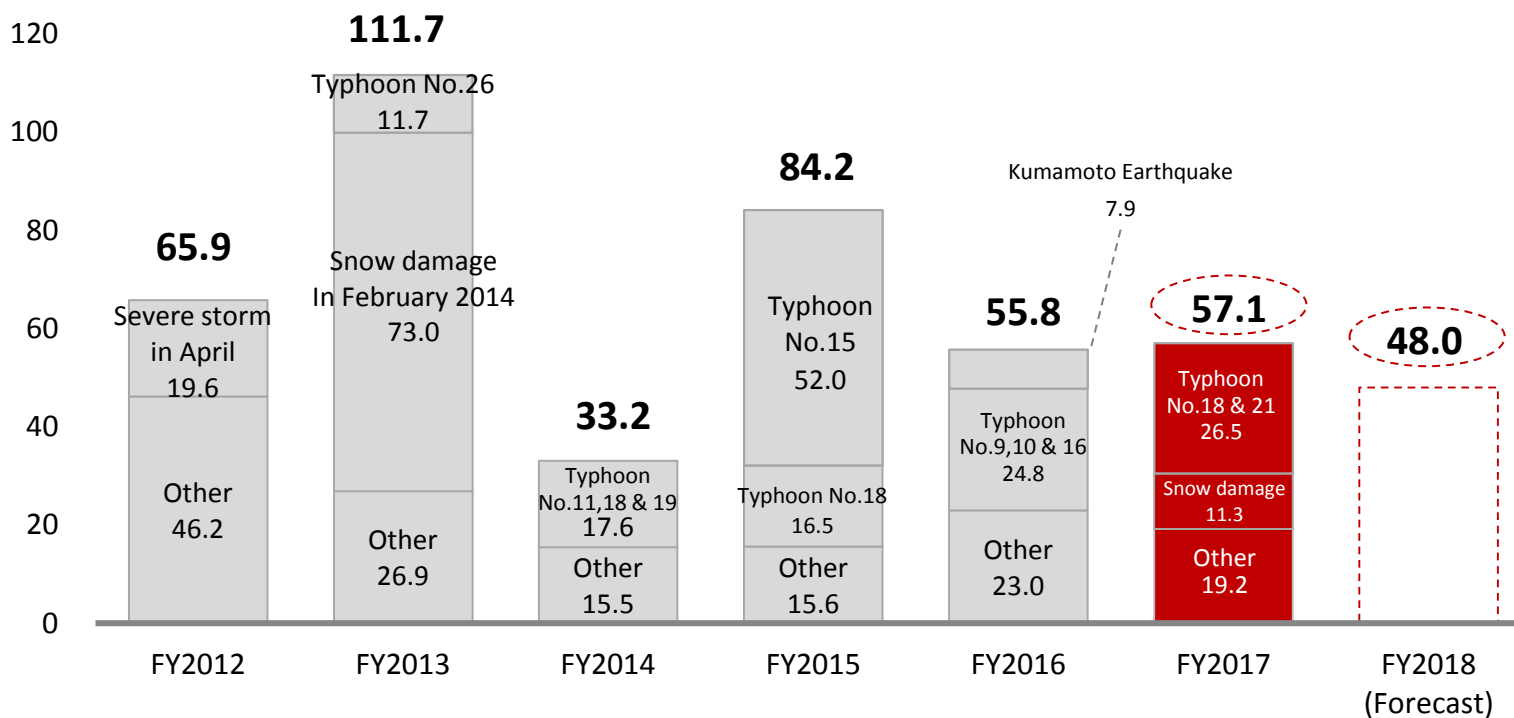 120
100
80
60
40
20
0
65.9
Severe storm
in April
19.6
Other
46.2
111.7
Typhoon No.26
11.7
Snow damage
In February 2014
73.0
Other
26.9
33.2
Typhoon
No.11,18 & 19
17.6
Other
15.5
84.2
Typhoon
No.15
52.0
Typhoon No.18
16.5
Other
15.6
Kumamoto Earthquake
7.9
55.8
Typhoon
No.9,10 & 16
24.8
Other
23.0
57.1
Typhoon
No.18 & 21
26.5
Snow damage
11.3
Other
19.2
48.0
FY2012
FY2013
FY2014
FY2015
FY2016
FY2017
FY2018
(Forecast)